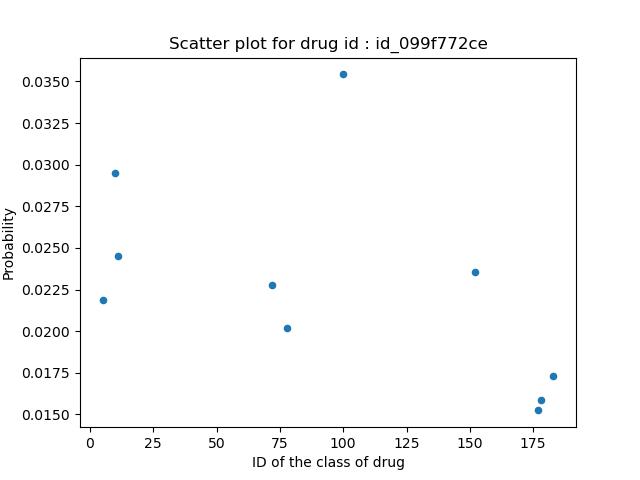 Scatter plot for drug id : id_099f772ce
0.0350
0.0325
0.0300
0.0275
0.0250
0.0225
0.0200
0.0175
0.0150
Probability
0 25 50 75 100 125 150 175
ID of the class of drug